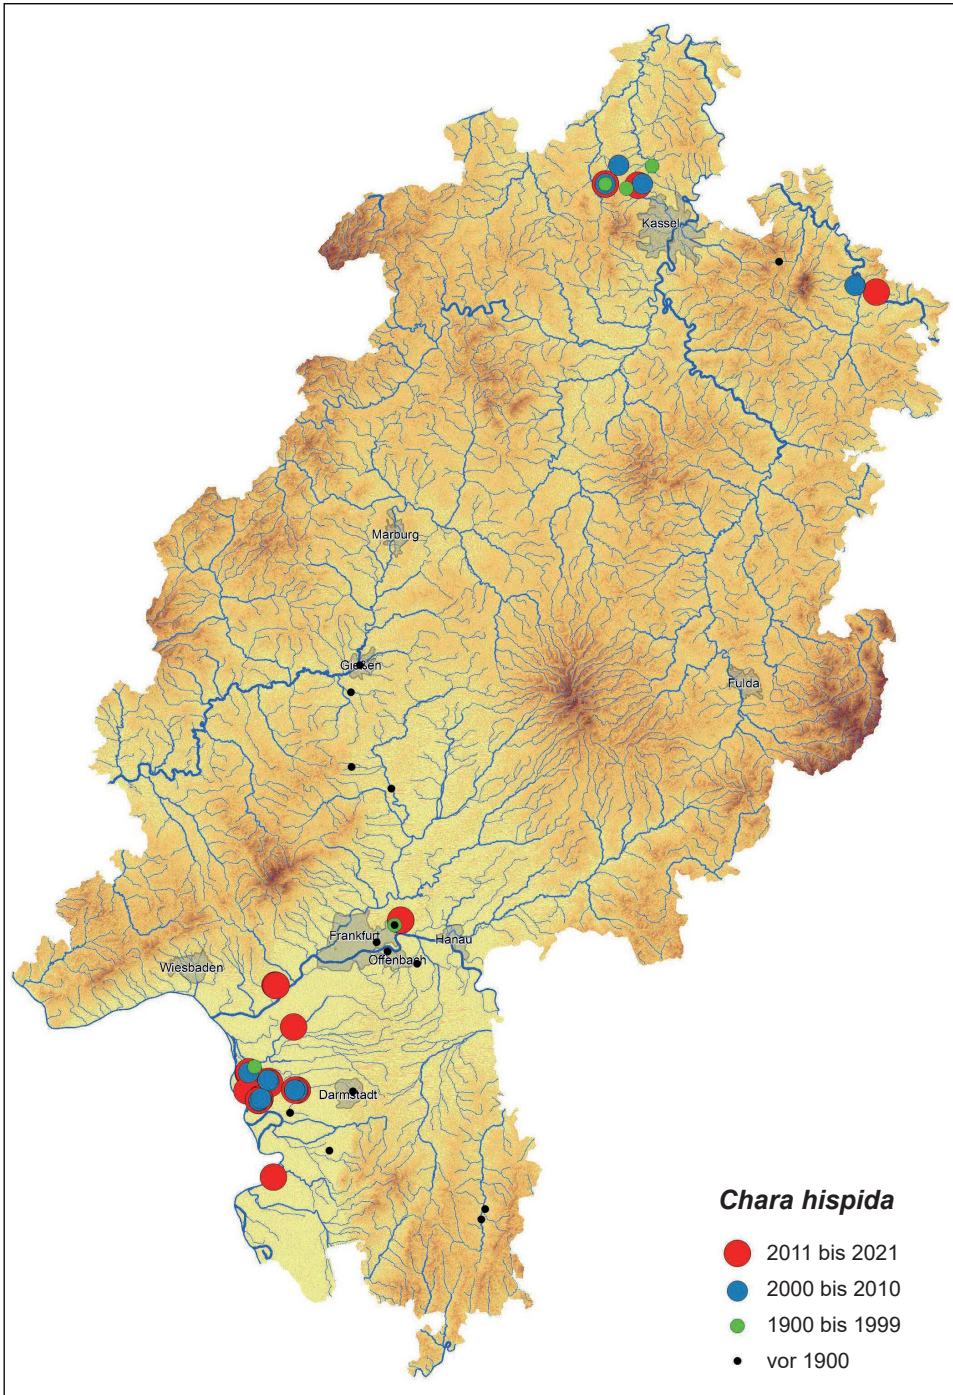 Kassel
Marburg
Gießen
Fulda
Frankfurt
Hanau
Offenbach
Wiesbaden
Darmstadt
Chara hispida
2011 bis 2021
2000 bis 2010
1900 bis 1999
vor 1900